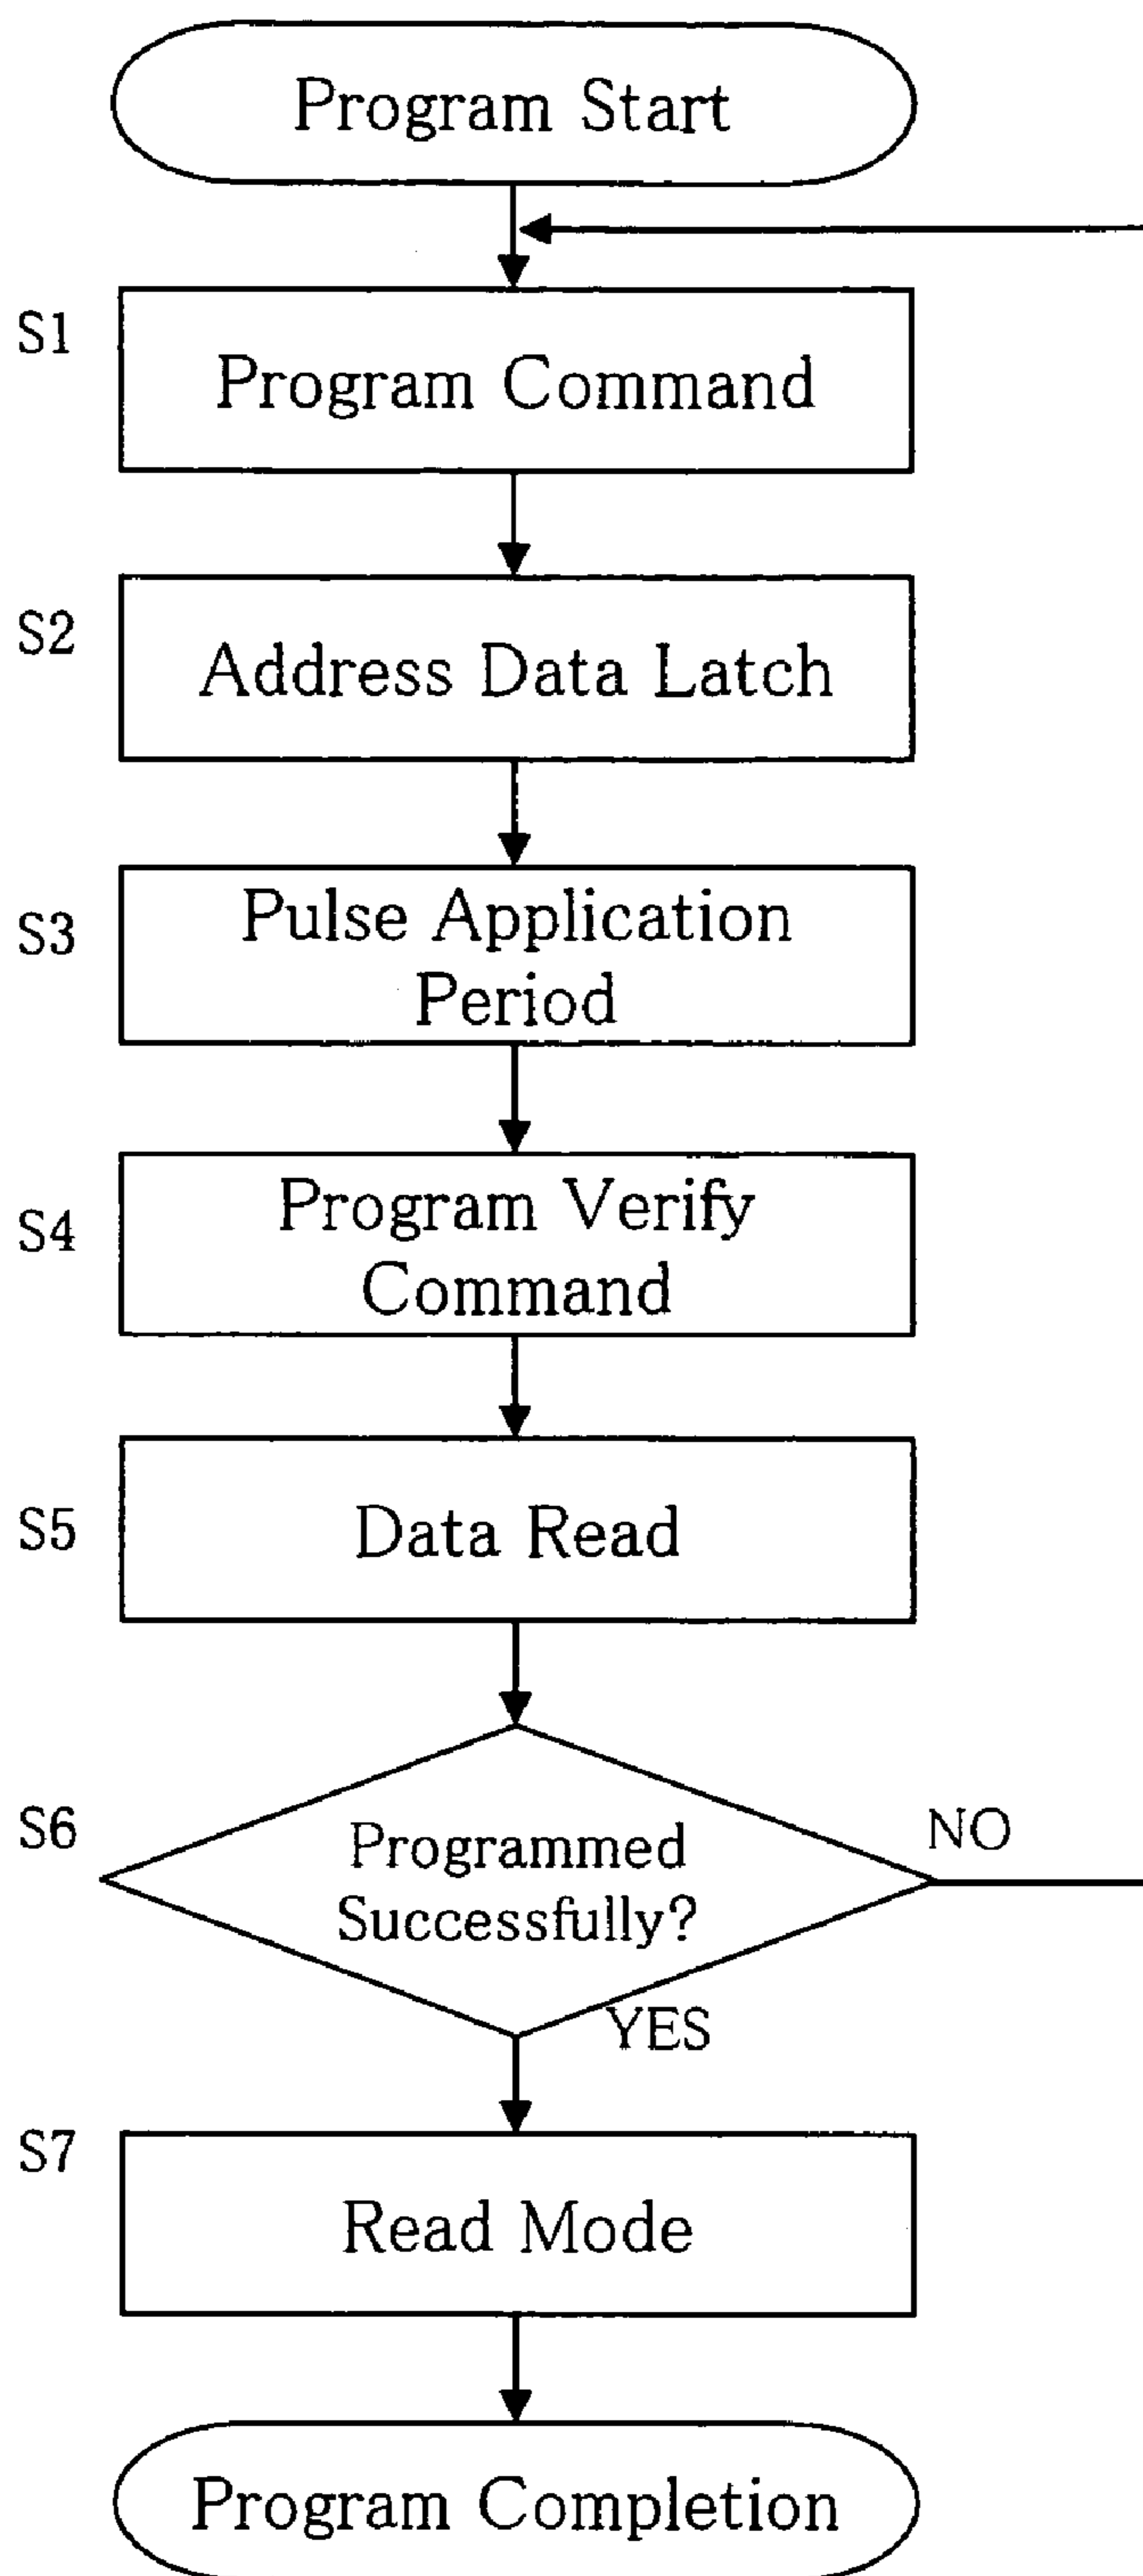 Program Start
S1
Program Command
S2
Address Data Latch
S3
Pulse Application
Period
S4
Program Verify
Command
S5
Data Read
S6
Programmed
Successfully?
NO
YES
S7
Read Mode
Program Completion